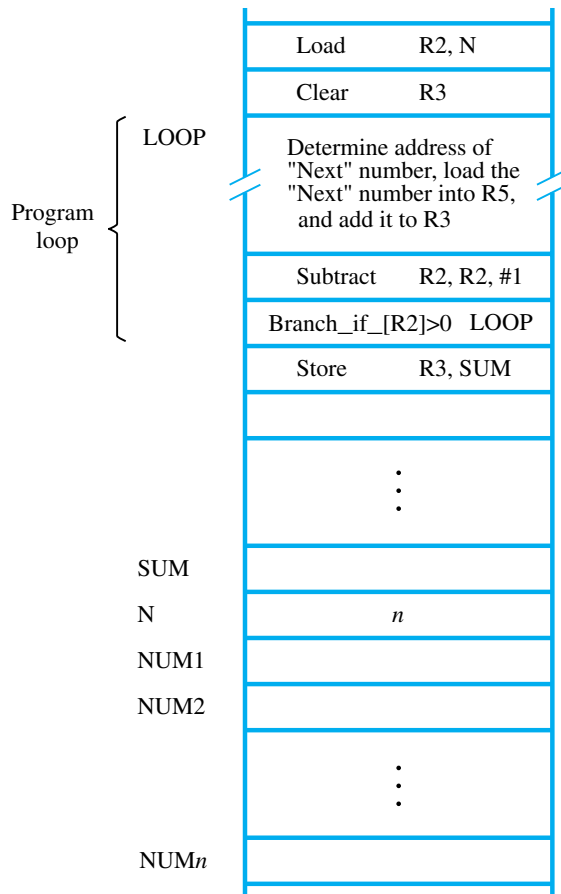 Load R2, N
Clear R3
LOOP
Determine address of
"Next" number, load the
"Next" number into R5,
and add it to R3
Program
loop
Subtract R2, R2, #1
Branch_if_[R2]>0 LOOP
Store R3, SUM
SUM
N n
NUM1
NUM2
NUMn